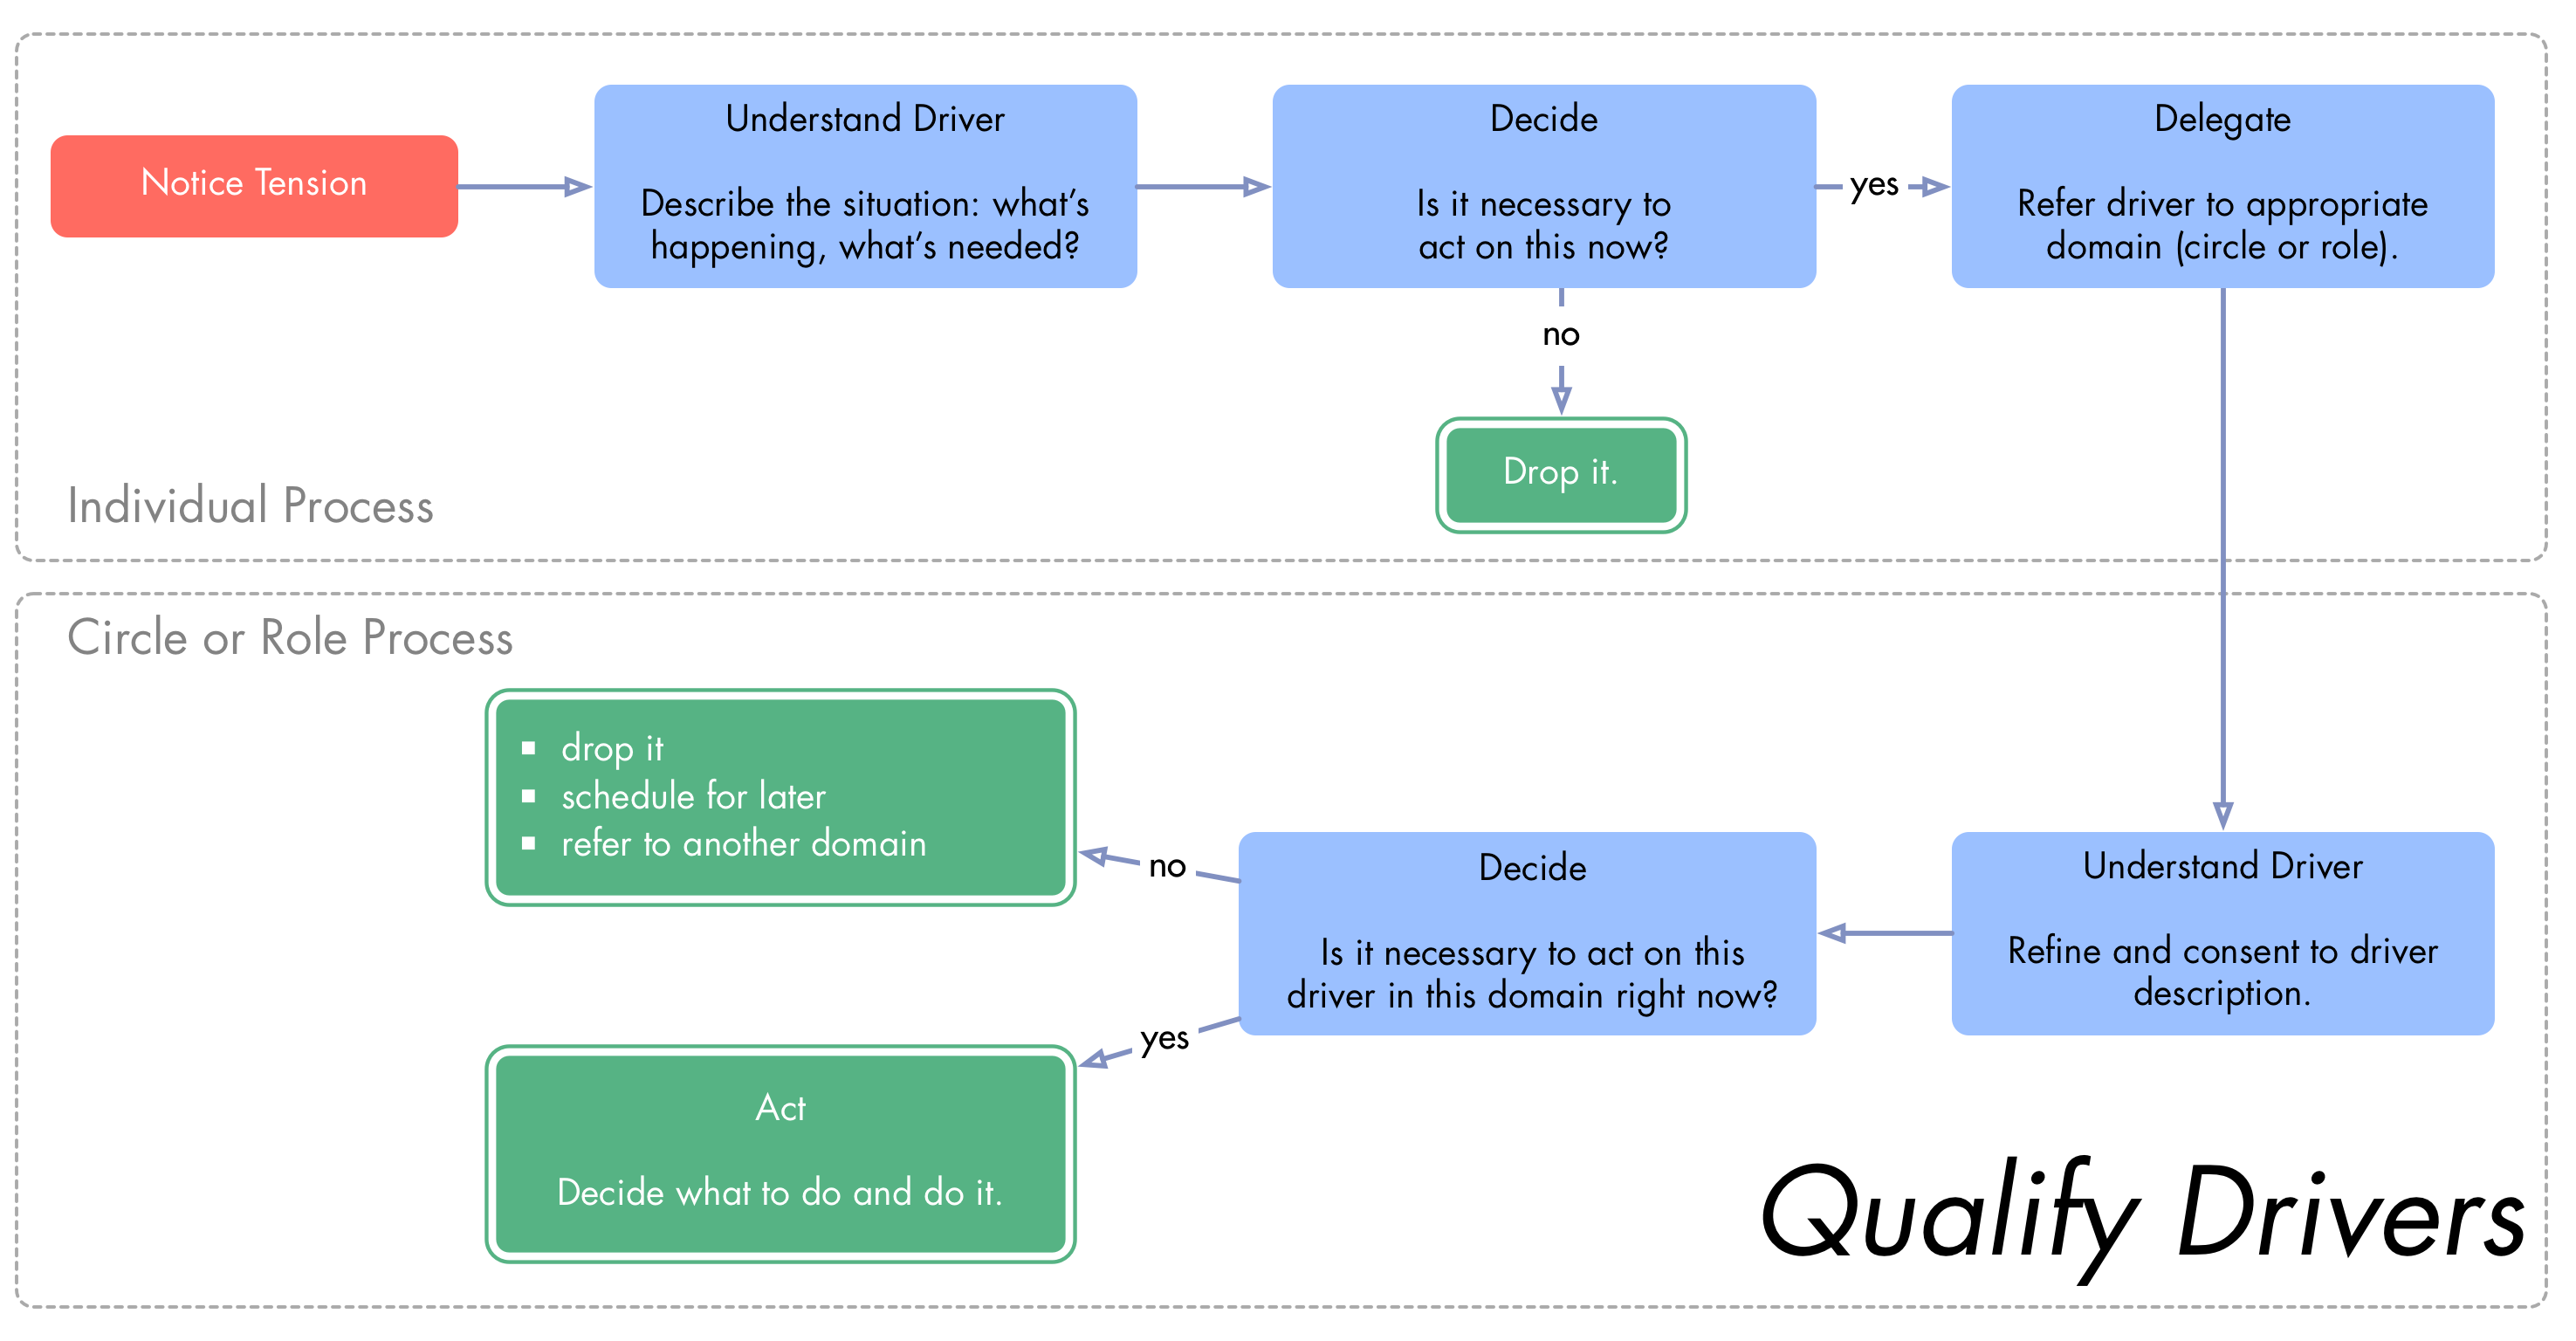 Notice Tension
Understand Driver
Describe the situation: what’s
happening, what’s needed?
Decide
Is it necessary to
act on this now?
yes
Delegate
Refer driver to appropriate
domain (circle or role).
no
Drop it.
Individual Process
Circle or Role Process
Understand Driver
Refine and consent to driver
description.
Decide
Is it necessary to act on this
driver in this domain right now?
no
▪ drop it
▪ schedule for later
▪ refer to another domain
yes
Act
Decide what to do and do it.
Qualify Drivers